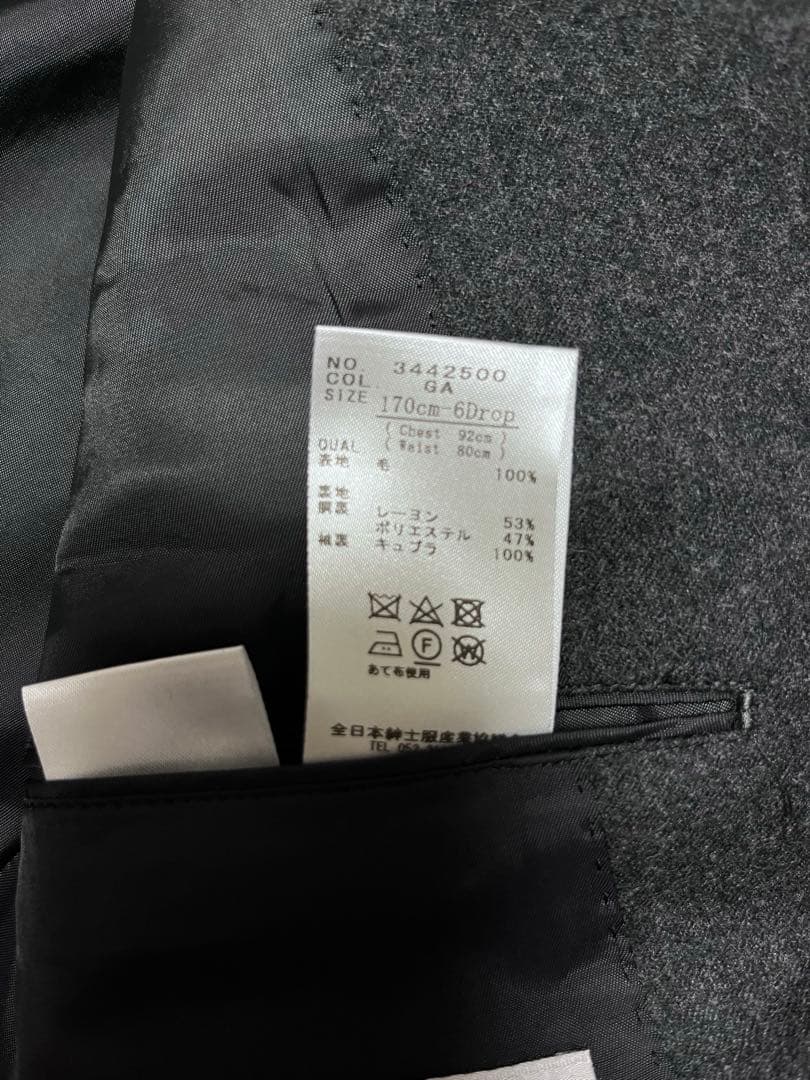 NO. 3442500
COL. GA
SIZE 170cm-6Drop
( Chest 92cm )
( Waist 80cm )
QUAL
表地 毛 100%
裏地
胴裏 レーヨン 53%
ポリエステル 47%
袖裏 キュプラ 100%
F W
あて布使用
全日本紳士服産業
TEL 052